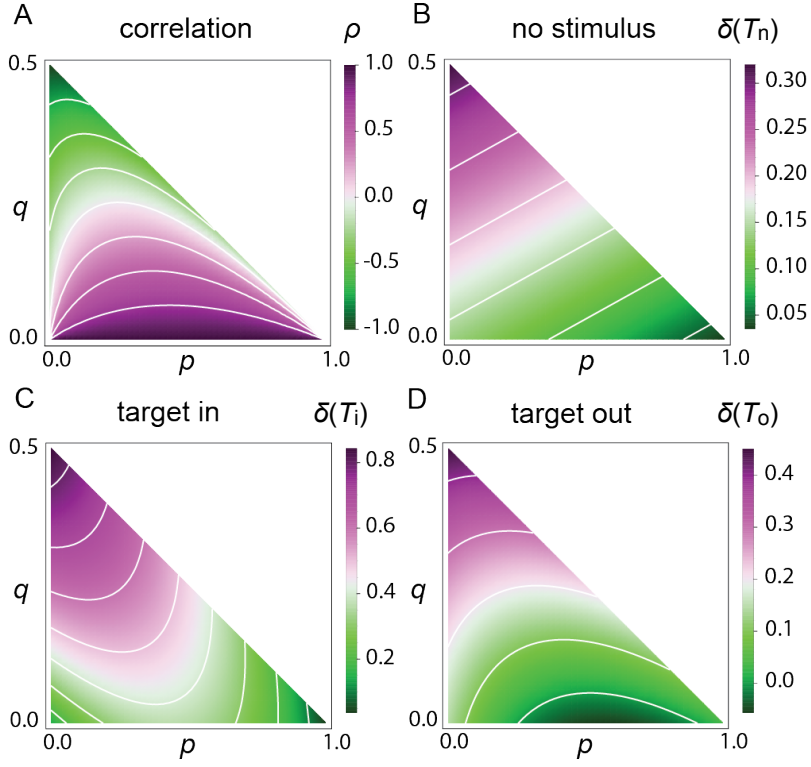 A
correlation
ρ
0.5
q
0.0
0.0
p
1.0
1.0
0.5
0.0
-0.5
-1.0
B
no stimulus
δ(Tn)
0.5
q
0.0
0.0
p
1.0
0.30
0.25
0.20
0.15
0.10
0.05
C
target in
δ(Ti)
0.5
q
0.0
0.0
p
1.0
0.8
0.6
0.4
0.2
D
target out
δ(To)
0.5
q
0.0
0.0
p
1.0
0.4
0.3
0.2
0.1
0.0